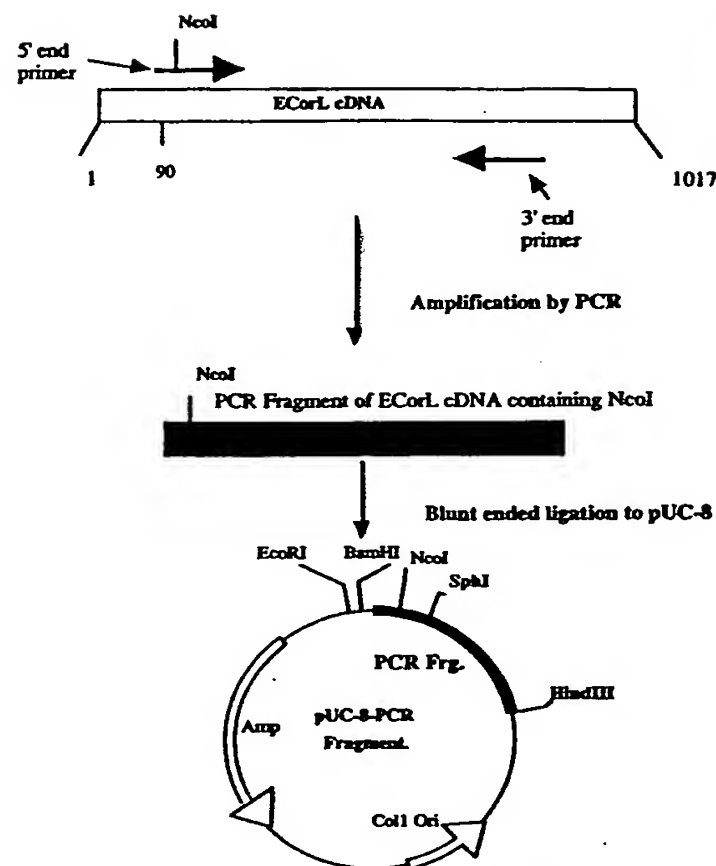 NcoI
5' end
primer
ECorL cDNA
1
90
1017
3' end
primer
Amplification by PCR
NcoI
PCR Fragment of ECorL cDNA containing NcoI
Blunt ended ligation to pUC-8
EcoRI
BamHI
NcoI
SphI
PCR Frg.
HindIII
Amp
pUC-8-PCR
Fragment.
Col1 Ori